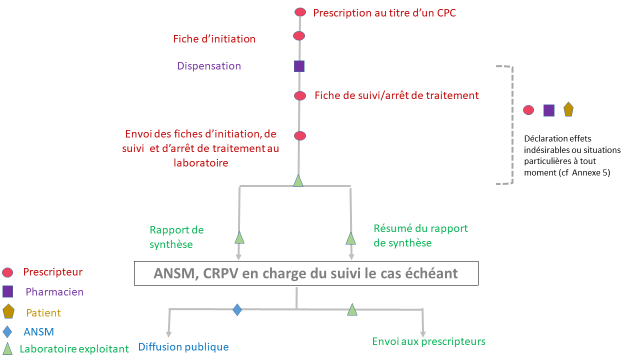 Prescription au titre d'un CPC
Fiche d'initiation
Dispensation
Fiche de suivi/arrêt de traitement
Envoi des fiches d'initiation, de
suivi et d'arrêt de traitement au
laboratoire
Déclaration effets
indésirables ou situations
particulières à tout
moment (cf Annexe 5)
Rapport de
synthèse
Résumé du rapport
de synthèse
ANSM, CRPV en charge du suivi le cas échéant
Prescripteur
Pharmacien
Patient
ANSM
Laboratoire exploitant
Diffusion publique
Envoi aux prescripteurs